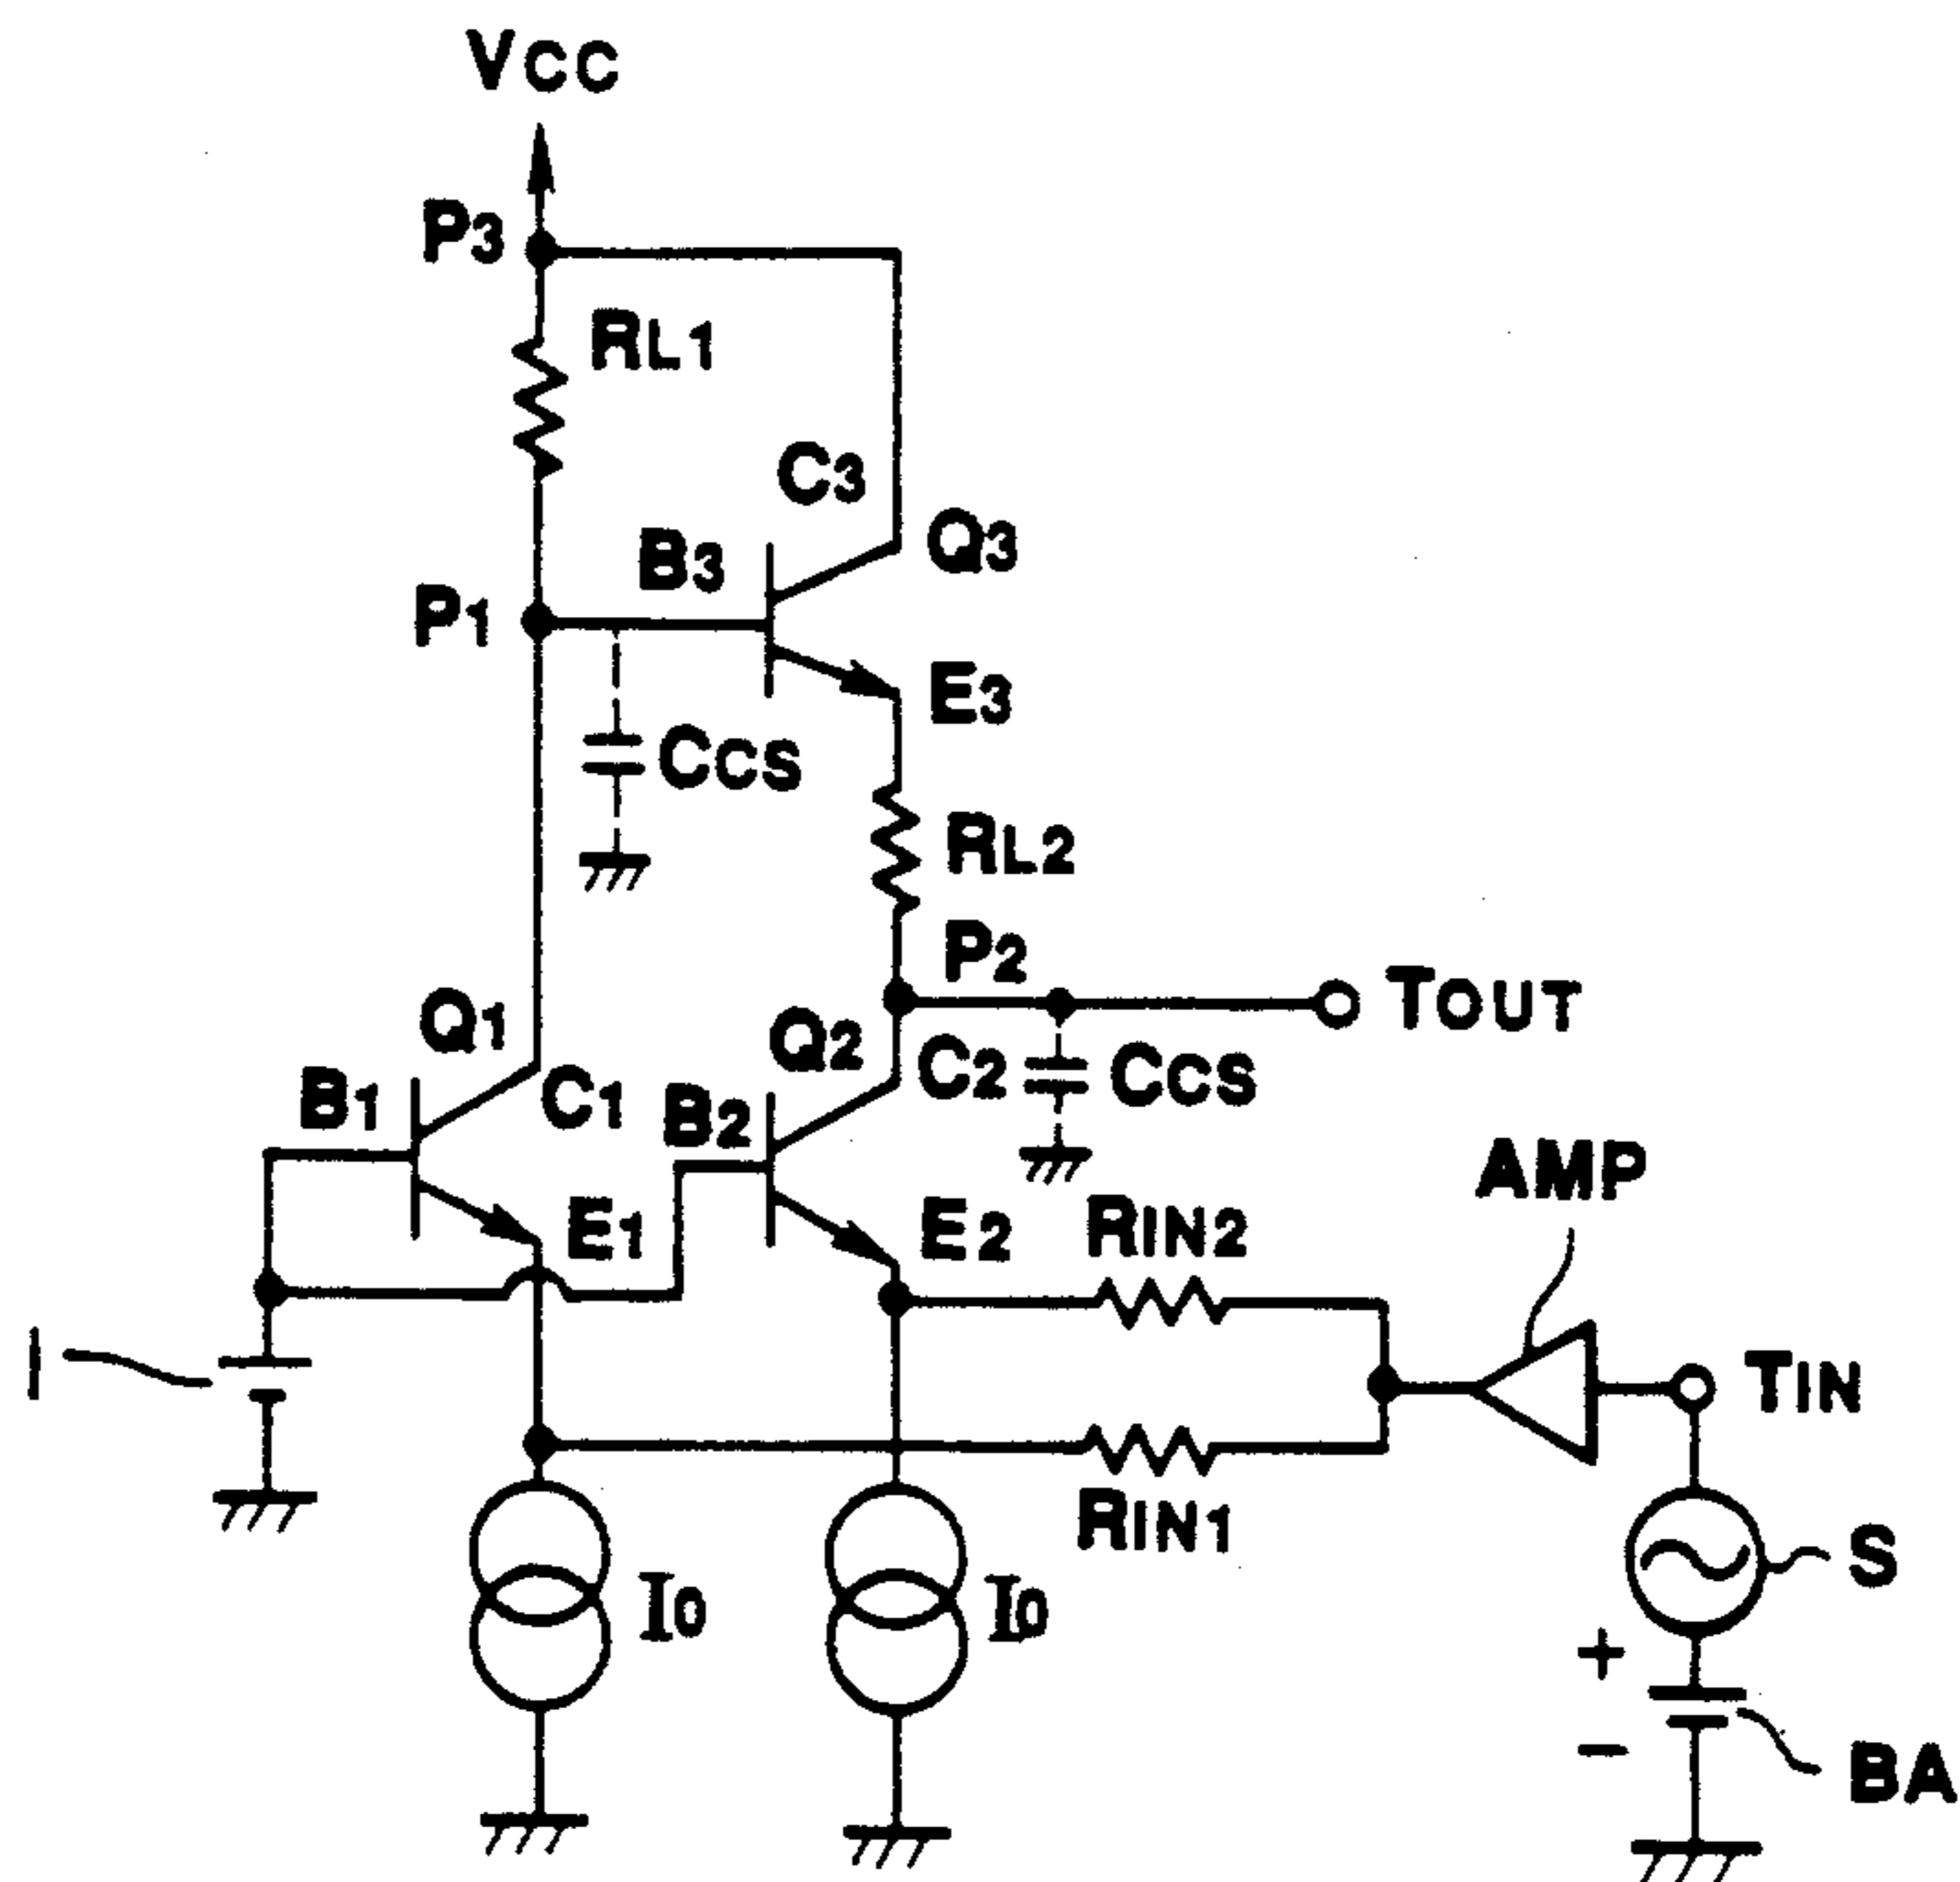 VCC
P3
RL1
C3
B3
Q3
P1
E3
CCS
RL2
P2
TOUT
Q1
Q2
C2
CCS
B1
C1
B2
AMP
E1
E2
RIN2
1
TIN
RIN1
S
I0
I0
+
−
BA